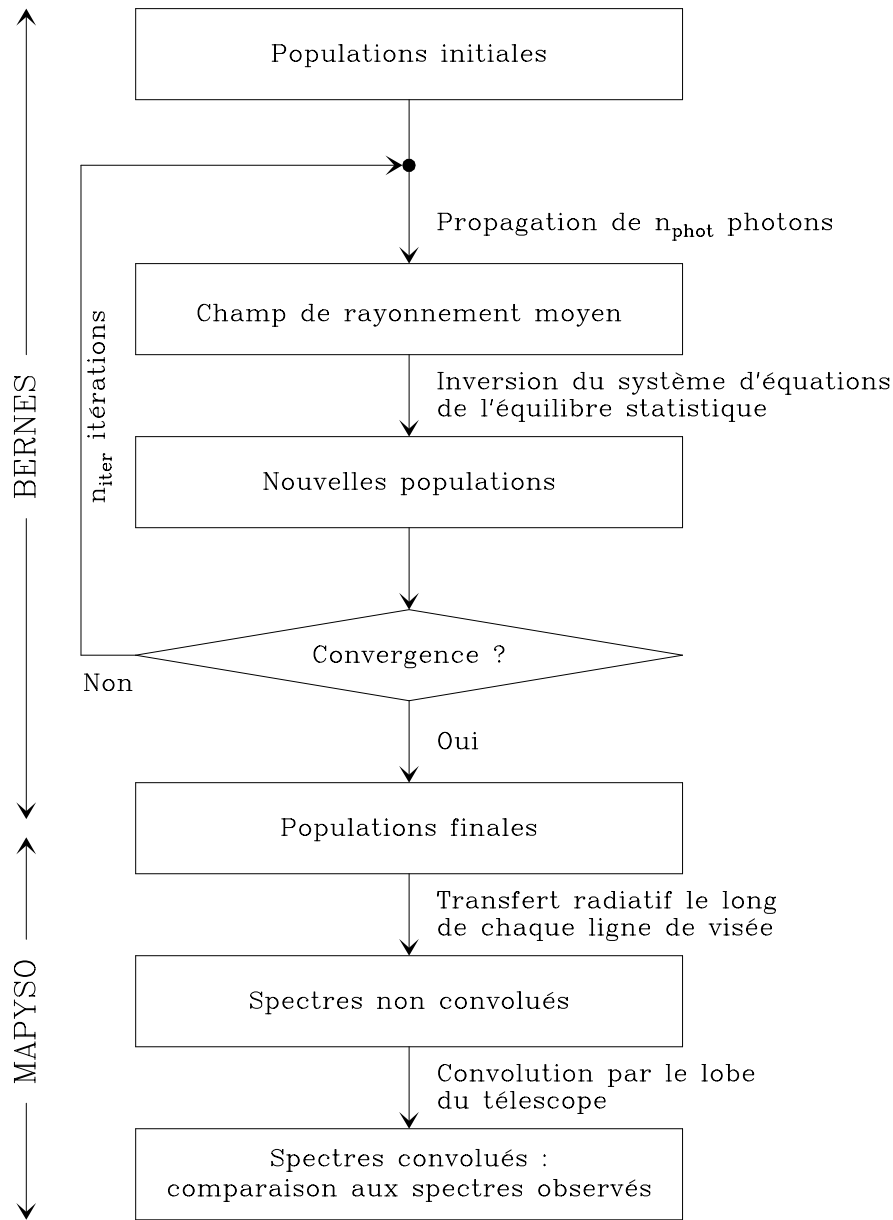 Populations initiales
Propagation de n_phot photons
Champ de rayonnement moyen
Inversion du système d'équations
de l'équilibre statistique
n_iter itérations
BERNES
Nouvelles populations
Convergence ?
Non
Oui
Populations finales
Transfert radiatif le long
de chaque ligne de visée
MAPYSO
Spectres non convolués
Convolution par le lobe
du télescope
Spectres convolués :
comparaison aux spectres observés